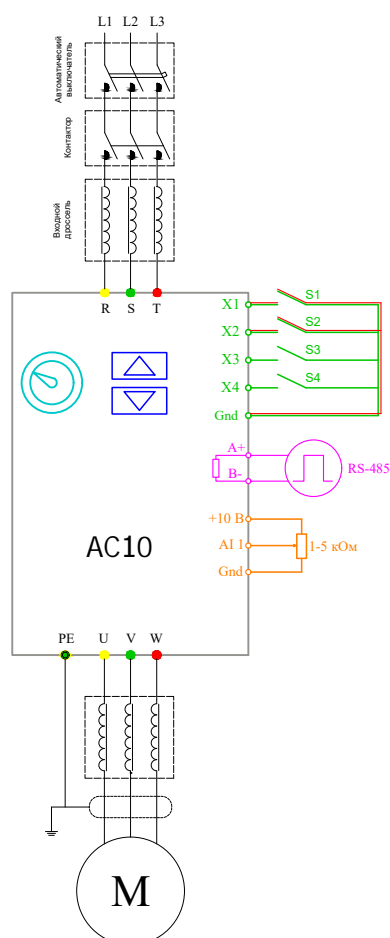 L1 L2 L3
Автоматический
выключатель
Контактор
Входной
дроссель
R S T
X1 S1
X2 S2
X3 S3
X4 S4
Gnd
A+
B-
RS-485
+10 В
AI 1
1-5 кОм
Gnd
AC10
PE U V W
M